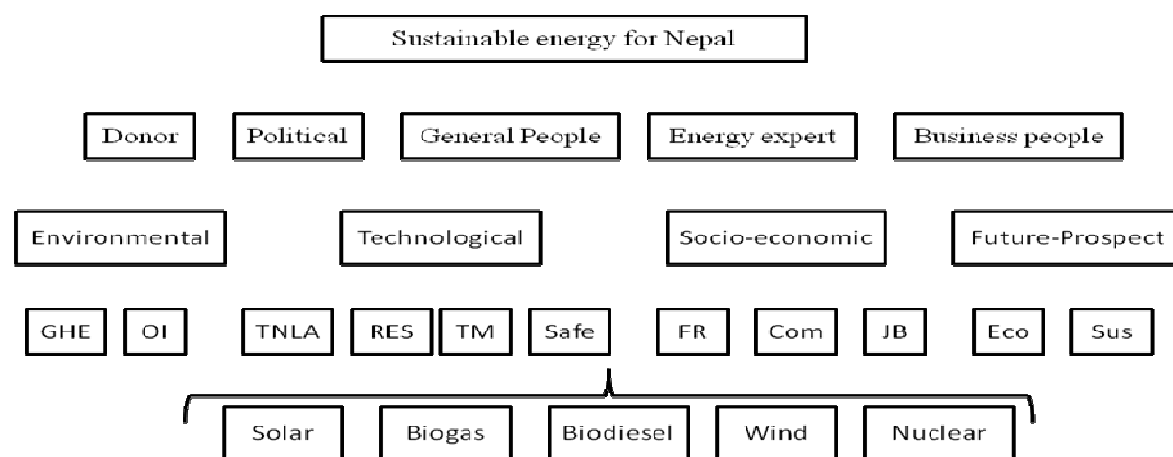 Sustainable energy for Nepal
Donor Political General People Energy expert Business people
Environmental Technological Socio-economic Future-Prospect
GHE OI TNLA RES TM Safe FR Com JB Eco Sus
Solar Biogas Biodiesel Wind Nuclear